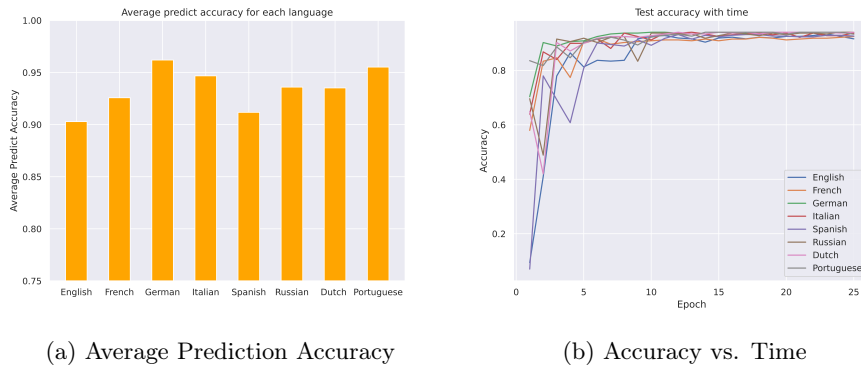 Average predict accuracy for each language
Average Predict Accuracy
1.00
0.95
0.90
0.85
0.80
0.75
English French German Italian Spanish Russian Dutch Portuguese
(a) Average Prediction Accuracy
Test accuracy with time
Accuracy
0.8
0.6
0.4
0.2
0 5 10 15 20 25
Epoch
English
French
German
Italian
Spanish
Russian
Dutch
Portuguese
(b) Accuracy vs. Time